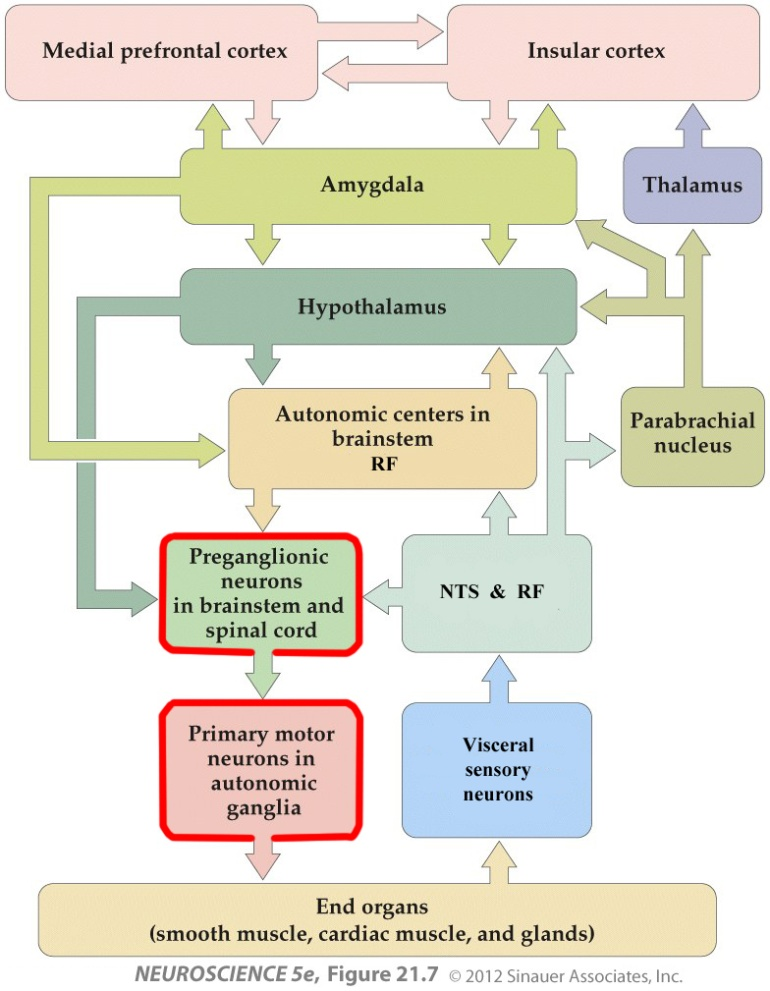 Medial prefrontal cortex
Insular cortex
Amygdala
Thalamus
Hypothalamus
Autonomic centers in
brainstem
RF
Parabrachial
nucleus
Preganglionic
neurons
in brainstem and
spinal cord
NTS & RF
Primary motor
neurons in
autonomic
ganglia
Visceral
sensory
neurons
End organs
(smooth muscle, cardiac muscle, and glands)
NEUROSCIENCE 5e, Figure 21.7 © 2012 Sinauer Associates, Inc.